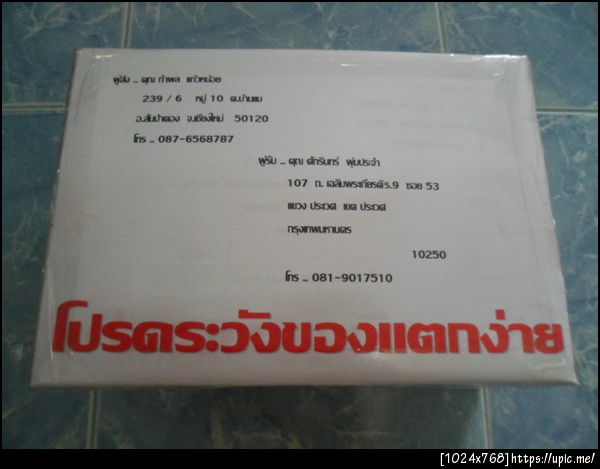 ผู้ส่ง .. คุณ กำพล แก้วหน่อย
239 / 6 หมู่ 10 ต.บ้านแม
อ.สันป่าตอง จ.เชียงใหม่ 50120
โทร .. 087-6568787
ผู้รับ .. คุณ ศักรินทร์ พุ่มประจำ
107 ถ. เฉลิมพระเกียรติ ร.9 ซอย 53
แขวง ประเวศ เขต ประเวศ
กรุงเทพมหานคร
10250
โทร .. 081-9017510
โปรดระวังของแตกง่าย
[1024x768]https://upic.me/